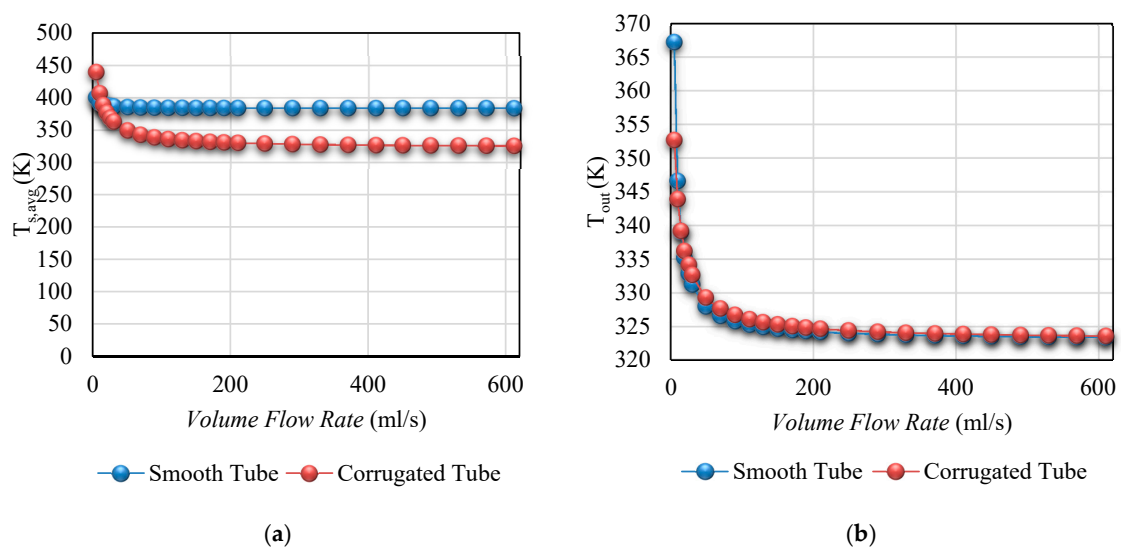 500
450
400
350
300
250
200
150
100
50
0
T s,avg (K)
0 200 400 600
Volume Flow Rate (ml/s)
Smooth Tube Corrugated Tube
(a)
370
365
360
355
350
345
340
335
330
325
320
T out (K)
0 200 400 600
Volume Flow Rate (ml/s)
Smooth Tube Corrugated Tube
(b)